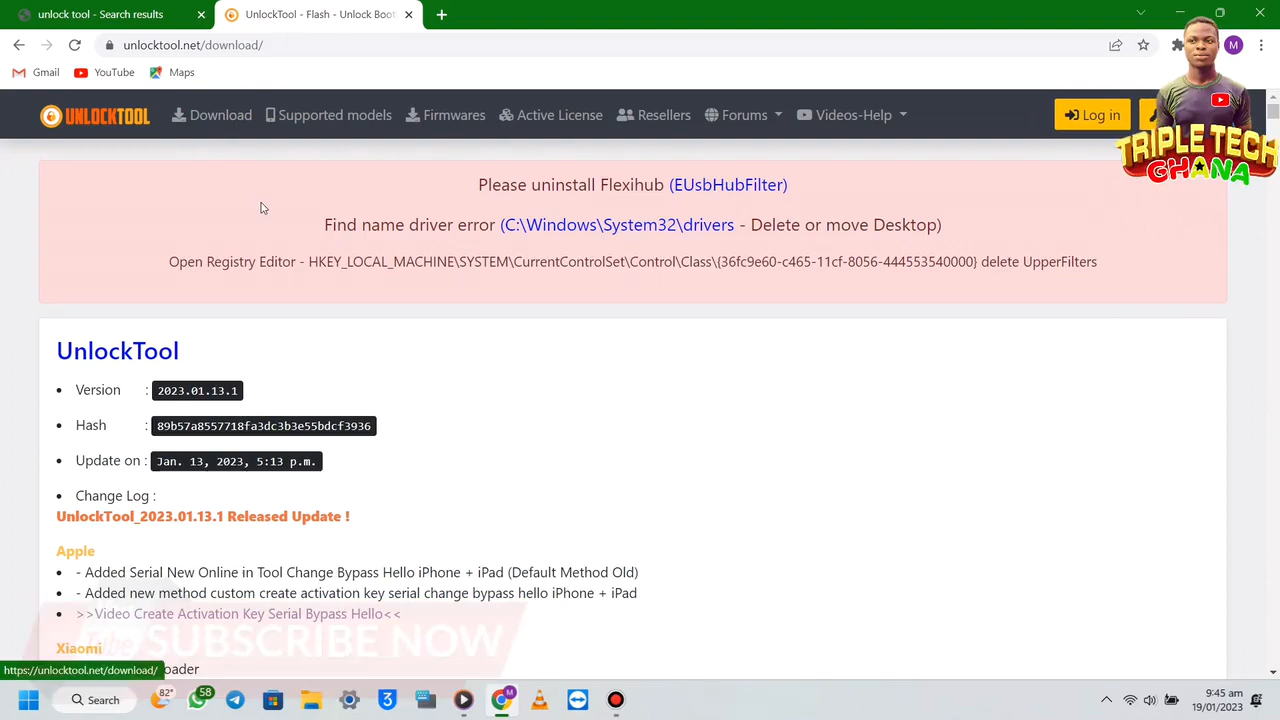 unlock tool - Search results
UnlockTool - Flash - Unlock Boot
unlocktool.net/download/
M
Gmail YouTube Maps
UNLOCKTOOL Download Supported models Firmwares Active License Resellers Forums Videos-Help Log in
TRIPLE TECH
GHANA
Please uninstall Flexihub (EUsbHubFilter)
Find name driver error (C:\Windows\System32\drivers - Delete or move Desktop)
Open Registry Editor - HKEY_LOCAL_MACHINE\SYSTEM\CurrentControlSet\Control\Class\{36fc9e60-c465-11cf-8056-444553540000} delete UpperFilters
UnlockTool
Version : 2023.01.13.1
Hash : 89b57a8557718fa3dc3b3e55bdcf3936
Update on : Jan. 13, 2023, 5:13 p.m.
Change Log :
UnlockTool_2023.01.13.1 Released Update !
Apple
- Added Serial New Online in Tool Change Bypass Hello iPhone + iPad (Default Method Old)
- Added new method custom create activation key serial change bypass hello iPhone + iPad
>>Video Create Activation Key Serial Bypass Hello<<
SUBSCRIBE NOW
Xiaomi
https://unlocktool.net/download/
oader
Search
82°
58
9:45 am
19/01/2023